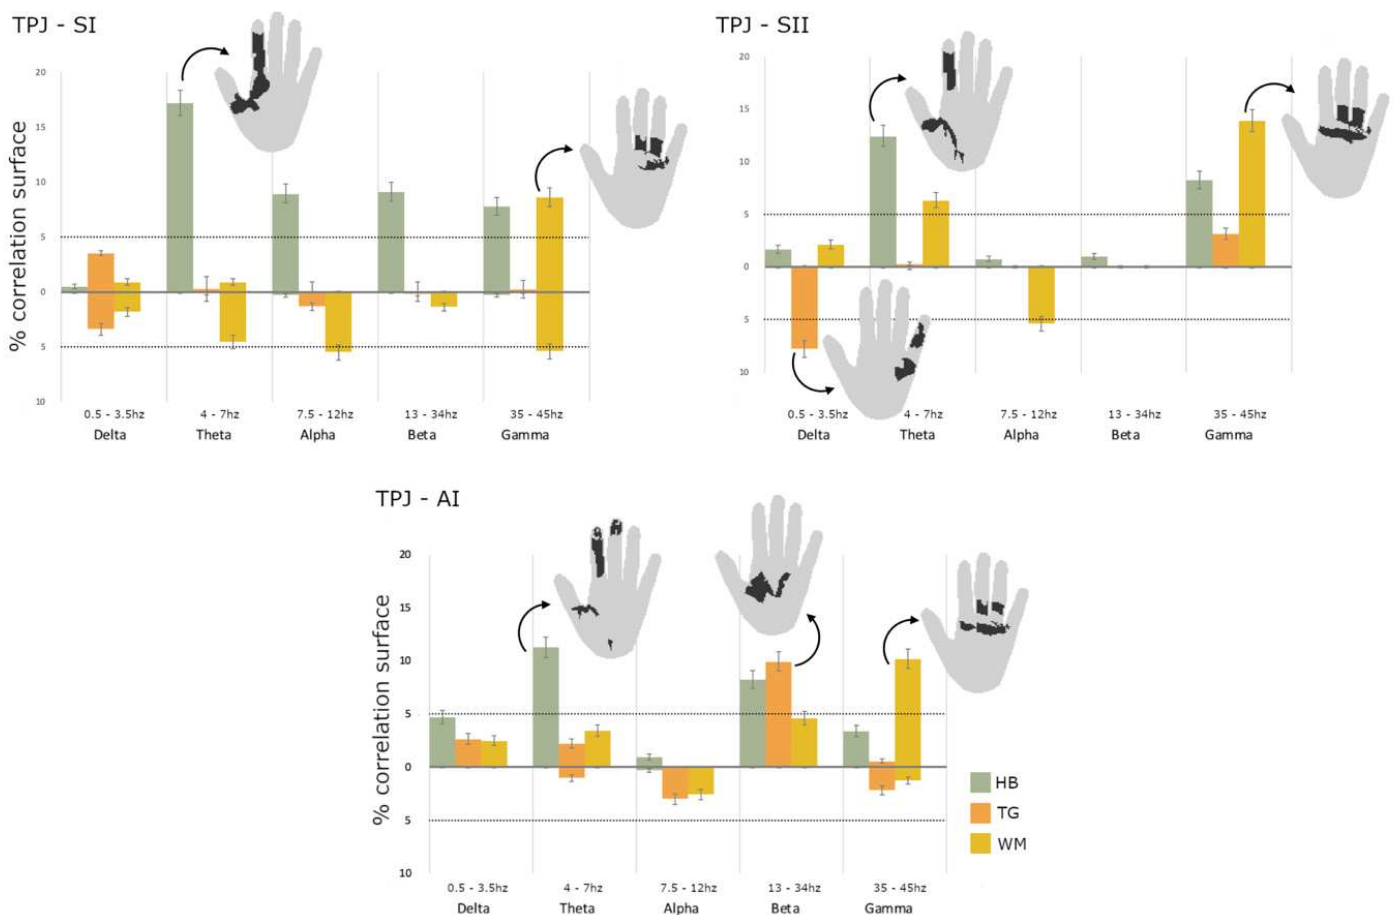 TPJ - SI
% correlation surface
20
15
10
5
0
5
10
0.5 - 3.5hz 4 - 7hz 7.5 - 12hz 13 - 34hz 35 - 45hz
Delta Theta Alpha Beta Gamma
TPJ - SII
20
15
10
5
0
5
10
0.5 - 3.5hz 4 - 7hz 7.5 - 12hz 13 - 34hz 35 - 45hz
Delta Theta Alpha Beta Gamma
TPJ - AI
% correlation surface
20
15
10
5
0
5
10
0.5 - 3.5hz 4 - 7hz 7.5 - 12hz 13 - 34hz 35 - 45hz
Delta Theta Alpha Beta Gamma
HB
TG
WM